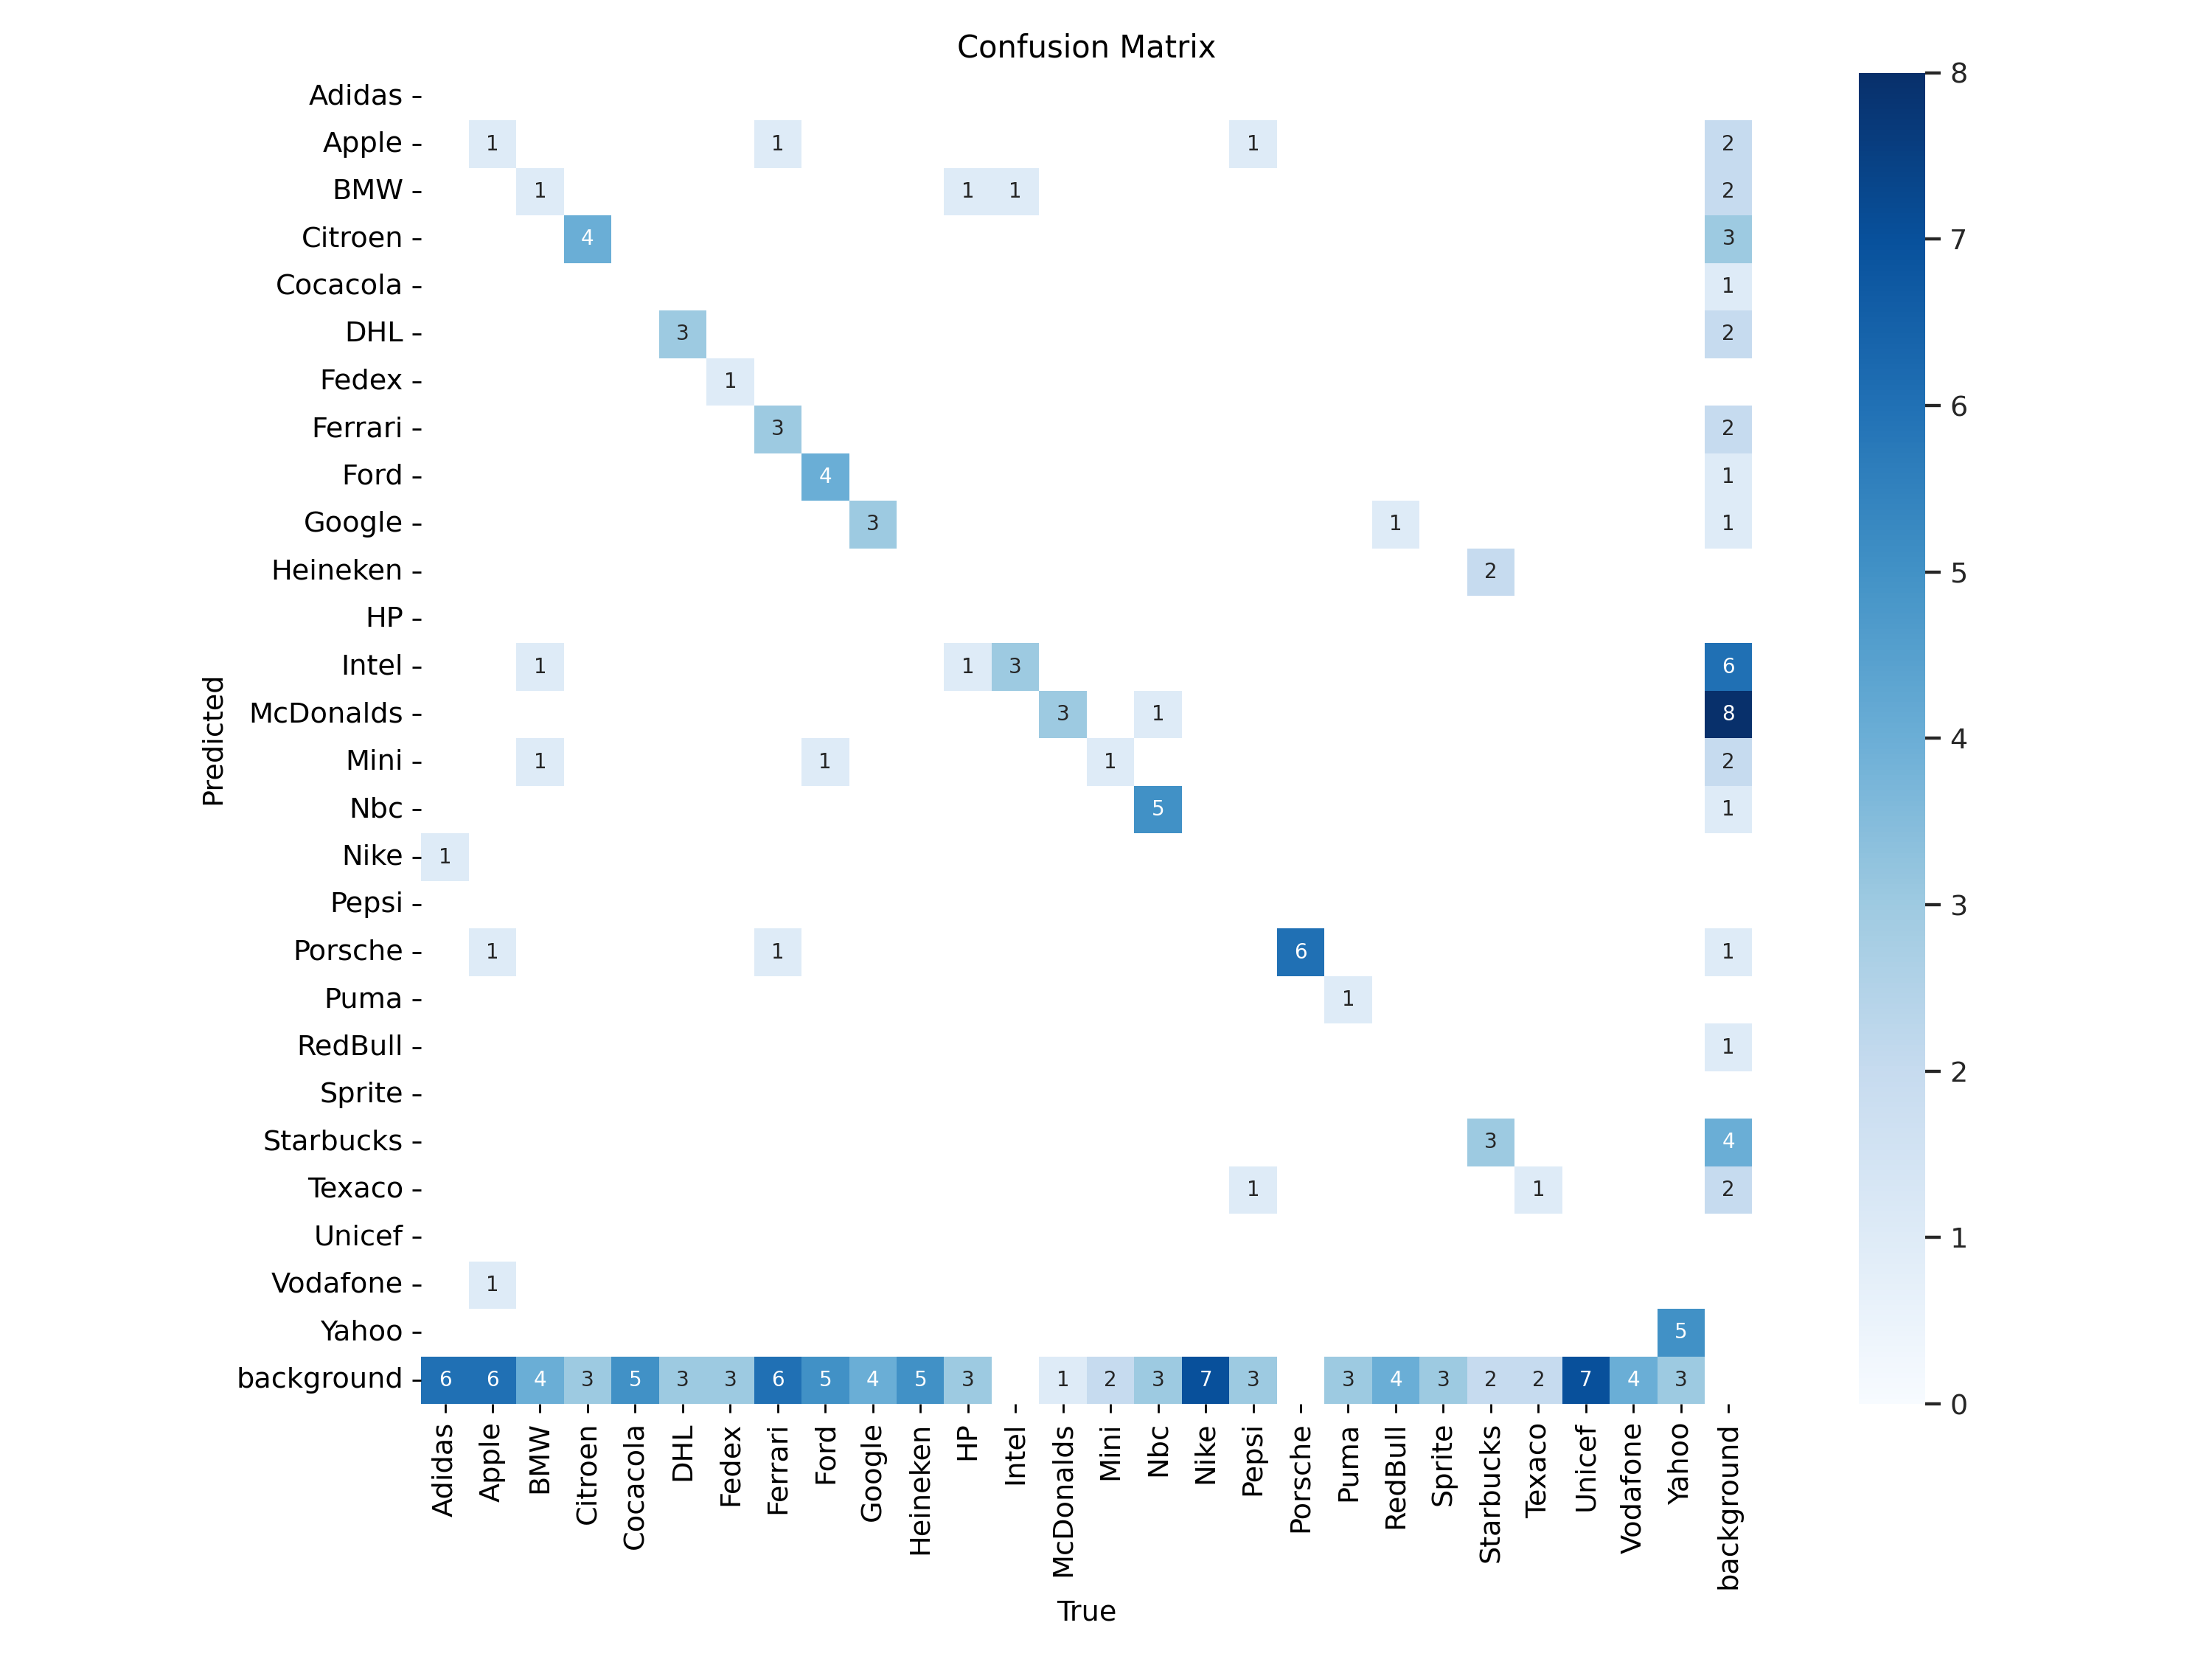 Confusion Matrix
Adidas
Apple 1 1 1 2
BMW 1 1 1 2
Citroen 4 3
Cocacola 1
DHL 3 2
Fedex 1
Ferrari 3 2
Ford 4 1
Google 3 1 1
Heineken 2
HP
Intel 1 1 3 6
McDonalds 3 1 8
Mini 1 1 1 2
Nbc 5 1
Nike 1
Pepsi
Porsche 1 1 6 1
Puma 1
RedBull 1
Sprite
Starbucks 3 4
Texaco 1 1 2
Unicef
Vodafone 1
Yahoo 5
background 6 6 4 3 5 3 3 6 5 4 5 3 1 2 3 7 3 3 4 3 2 2 7 4 3
Predicted
Adidas
Apple
BMW
Citroen
Cocacola
DHL
Fedex
Ferrari
Ford
Google
Heineken
HP
Intel
McDonalds
Mini
Nbc
Nike
Pepsi
Porsche
Puma
RedBull
Sprite
Starbucks
Texaco
Unicef
Vodafone
Yahoo
background
True
8
7
6
5
4
3
2
1
0